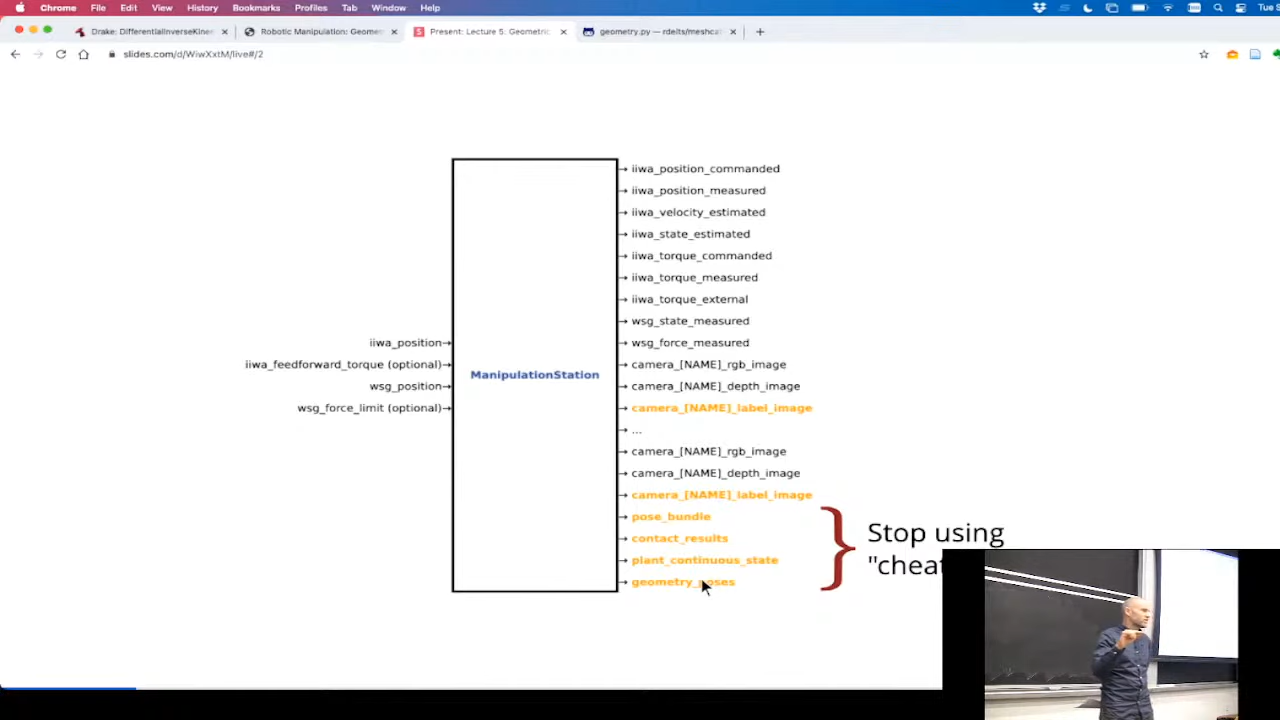 Chrome File Edit View History Bookmarks Profiles Tab Window Help
Drake: DifferentialInverseKine
Robotic Manipulation: Geomet
Present: Lecture 5: Geometric
geometry.py — rdeits/meshcat
slides.com/d/WiwXxtM/live#/2
iiwa_position
iiwa_feedforward_torque (optional)
wsg_position
wsg_force_limit (optional)
ManipulationStation
iiwa_position_commanded
iiwa_position_measured
iiwa_velocity_estimated
iiwa_state_estimated
iiwa_torque_commanded
iiwa_torque_measured
iiwa_torque_external
wsg_state_measured
wsg_force_measured
camera_[NAME]_rgb_image
camera_[NAME]_depth_image
camera_[NAME]_label_image
...
camera_[NAME]_rgb_image
camera_[NAME]_depth_image
camera_[NAME]_label_image
pose_bundle
contact_results
plant_continuous_state
geometry_poses
Stop using
"cheat